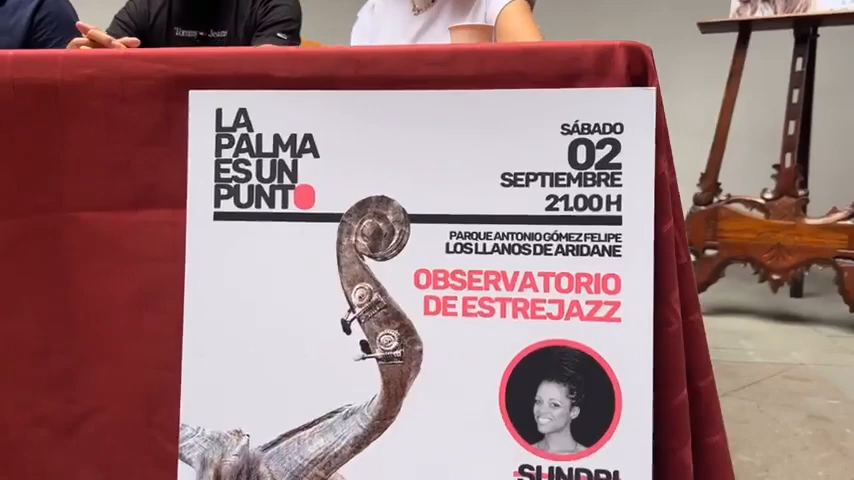 LA
PALMA
ES UN
PUNTO
SÁBADO
02
SEPTIEMBRE
21.00 H
PARQUE ANTONIO GÓMEZ FELIPE
LOS LLANOS DE ARIDANE
OBSERVATORIO
DE ESTREJAZZ